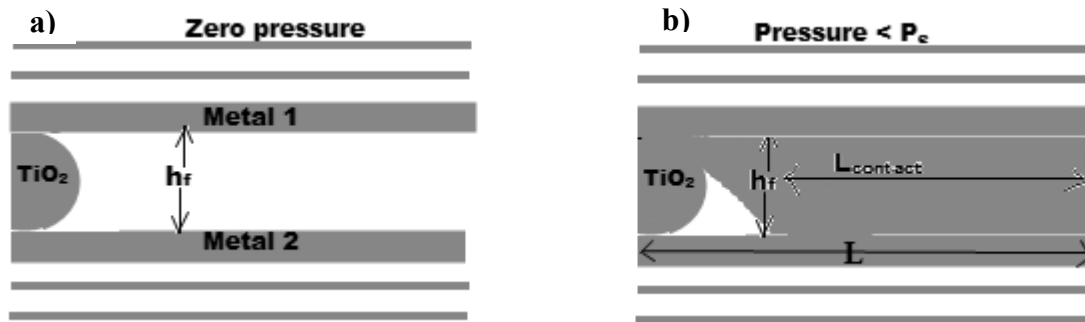 a)
Zero pressure
Metal 1
TiO₂
hf
Metal 2
b)
Pressure < Pc
TiO₂
hf
Lcontact
L